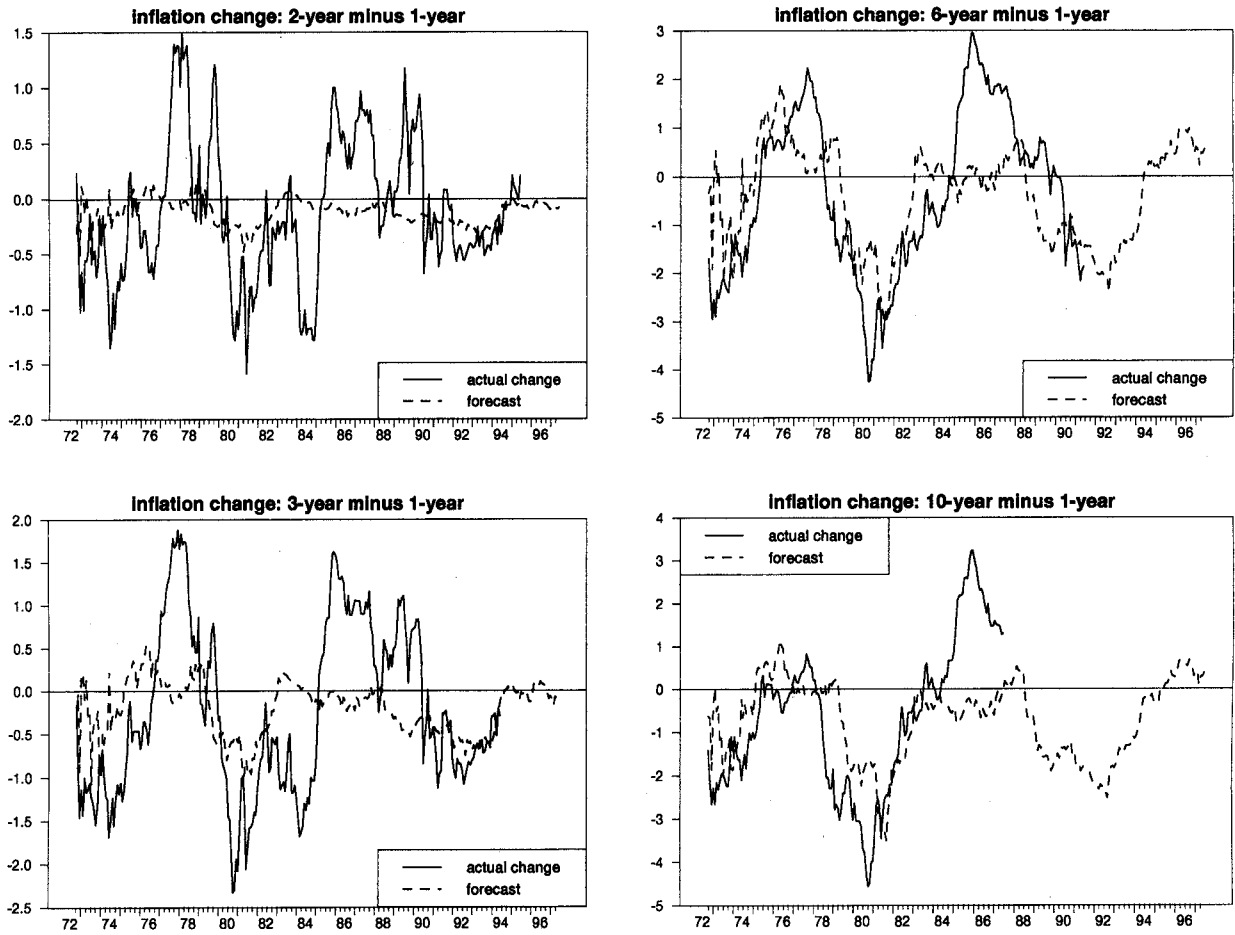 inflation change: 2-year minus 1-year
1.5
1.0
0.5
0.0
-0.5
-1.0
-1.5
-2.0
actual change
forecast
72 74 76 78 80 82 84 86 88 90 92 94 96
inflation change: 6-year minus 1-year
3
2
1
0
-1
-2
-3
-4
-5
actual change
forecast
72 74 76 78 82 84 86 88 90 92 94 96
inflation change: 3-year minus 1-year
2.0
1.5
1.0
0.5
0.0
-0.5
-1.0
-1.5
-2.0
-2.5
actual change
forecast
72 74 76 78 80 82 84 86 88 90 92 94 96
inflation change: 10-year minus 1-year
4
3
2
1
0
-1
-2
-3
-4
-5
actual change
forecast
72 74 76 78 80 82 84 86 88 90 92 94 96